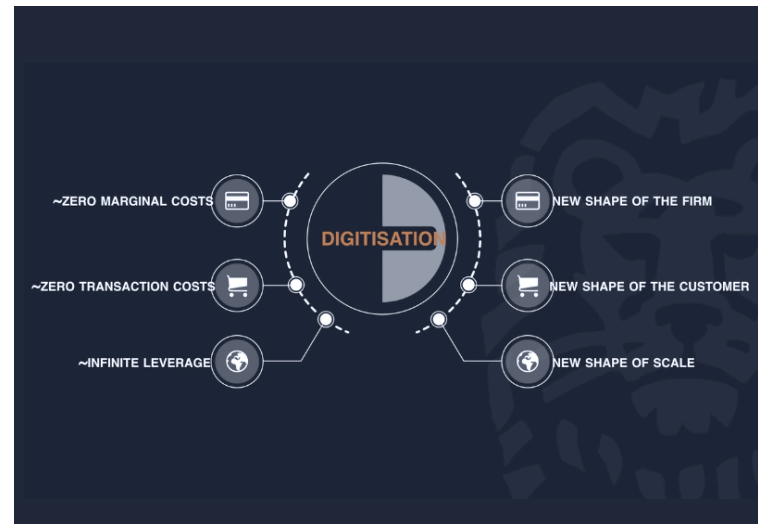 ~ZERO MARGINAL COSTS
~ZERO TRANSACTION COSTS
~INFINITE LEVERAGE
DIGITISATION
NEW SHAPE OF THE FIRM
NEW SHAPE OF THE CUSTOMER
NEW SHAPE OF SCALE